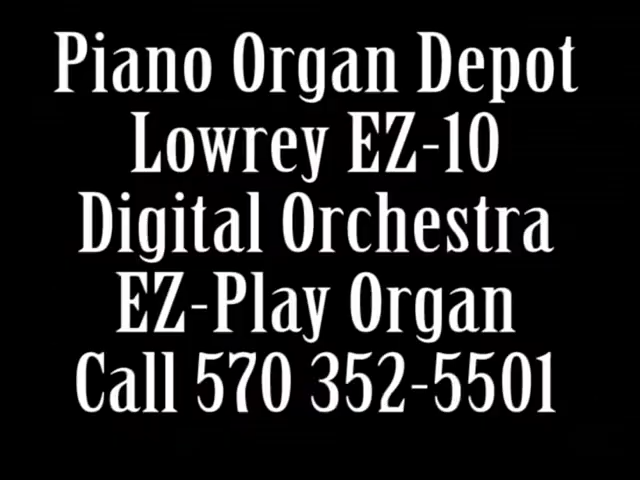 Piano Organ Depot
Lowrey EZ-10
Digital Orchestra
EZ-Play Organ
Call 570 352-5501